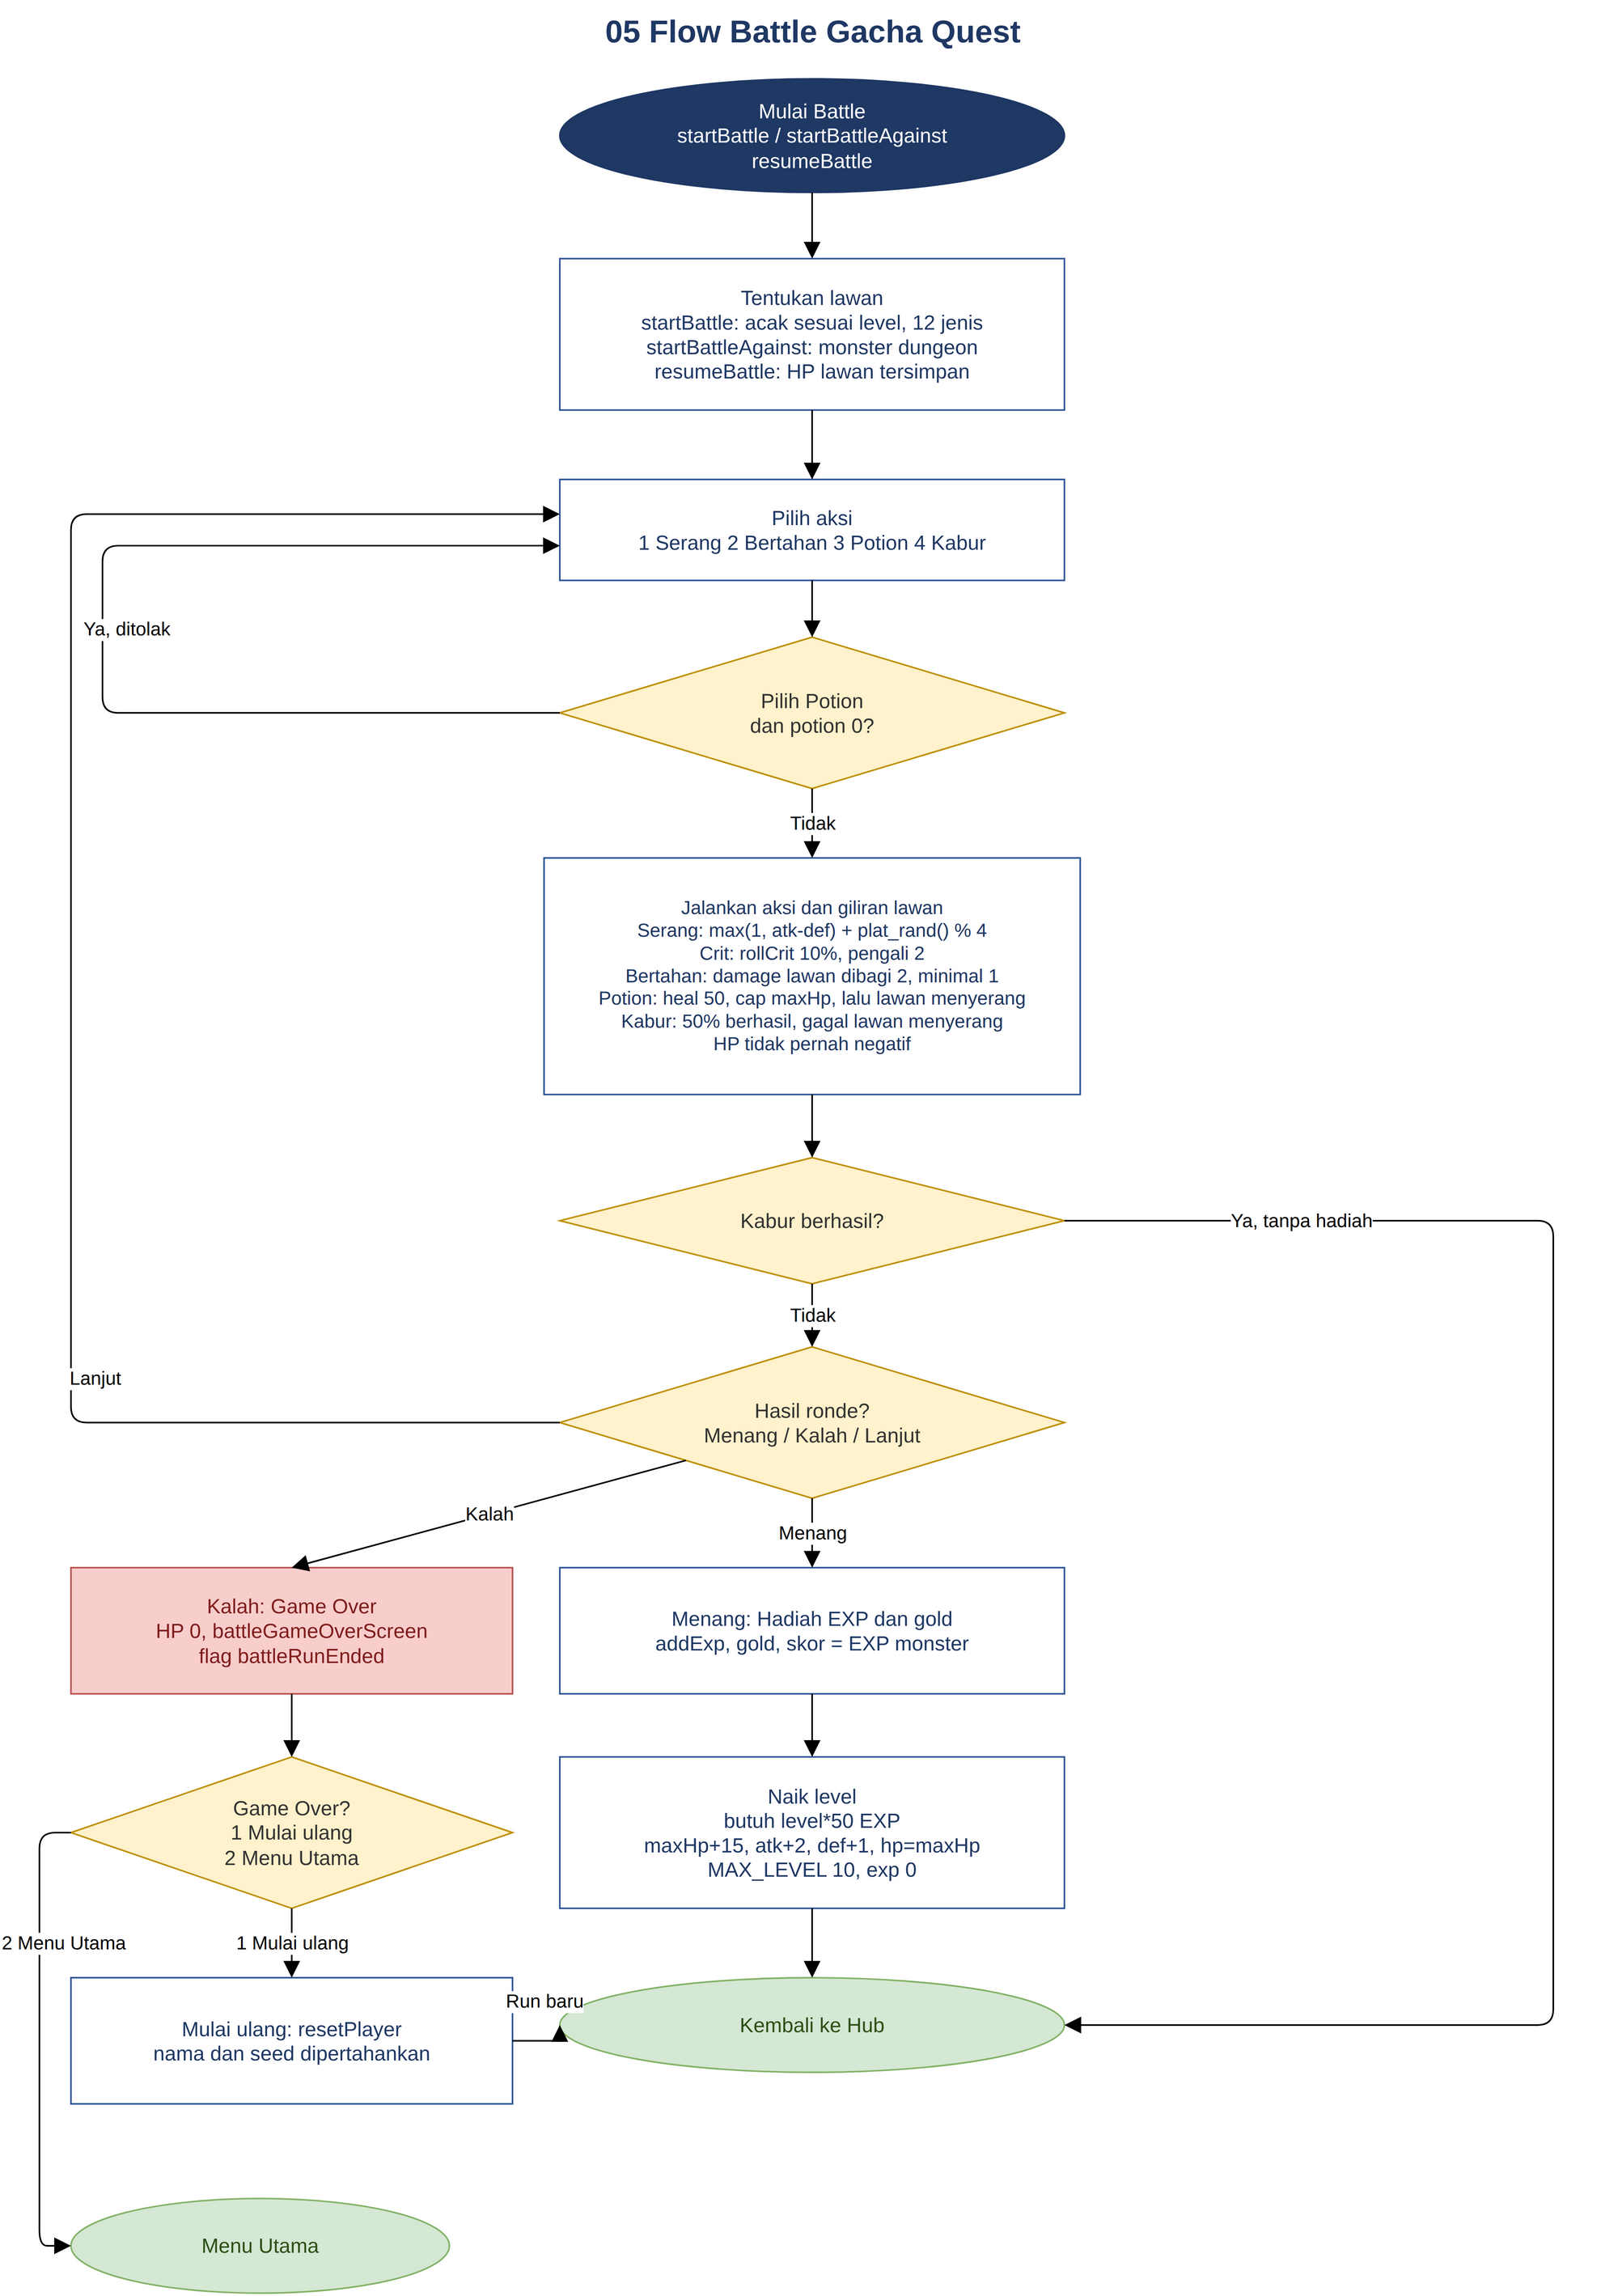 05 Flow Battle Gacha Quest
Mulai Battle
startBattle / startBattleAgainst
resumeBattle
Tentukan lawan
startBattle: acak sesuai level, 12 jenis
startBattleAgainst: monster dungeon
resumeBattle: HP lawan tersimpan
Pilih aksi
1 Serang 2 Bertahan 3 Potion 4 Kabur
Ya, ditolak
Pilih Potion
dan potion 0?
Tidak
Jalankan aksi dan giliran lawan
Serang: max(1, atk-def) + plat_rand() % 4
Crit: rollCrit 10%, pengali 2
Bertahan: damage lawan dibagi 2, minimal 1
Potion: heal 50, cap maxHp, lalu lawan menyerang
Kabur: 50% berhasil, gagal lawan menyerang
HP tidak pernah negatif
Kabur berhasil?
Ya, tanpa hadiah
Tidak
Lanjut
Hasil ronde?
Menang / Kalah / Lanjut
Kalah
Menang
Kalah: Game Over
HP 0, battleGameOverScreen
flag battleRunEnded
Menang: Hadiah EXP dan gold
addExp, gold, skor = EXP monster
Game Over?
1 Mulai ulang
2 Menu Utama
Naik level
butuh level*50 EXP
maxHp+15, atk+2, def+1, hp=maxHp
MAX_LEVEL 10, exp 0
2 Menu Utama
1 Mulai ulang
Run baru
Mulai ulang: resetPlayer
nama dan seed dipertahankan
Kembali ke Hub
Menu Utama